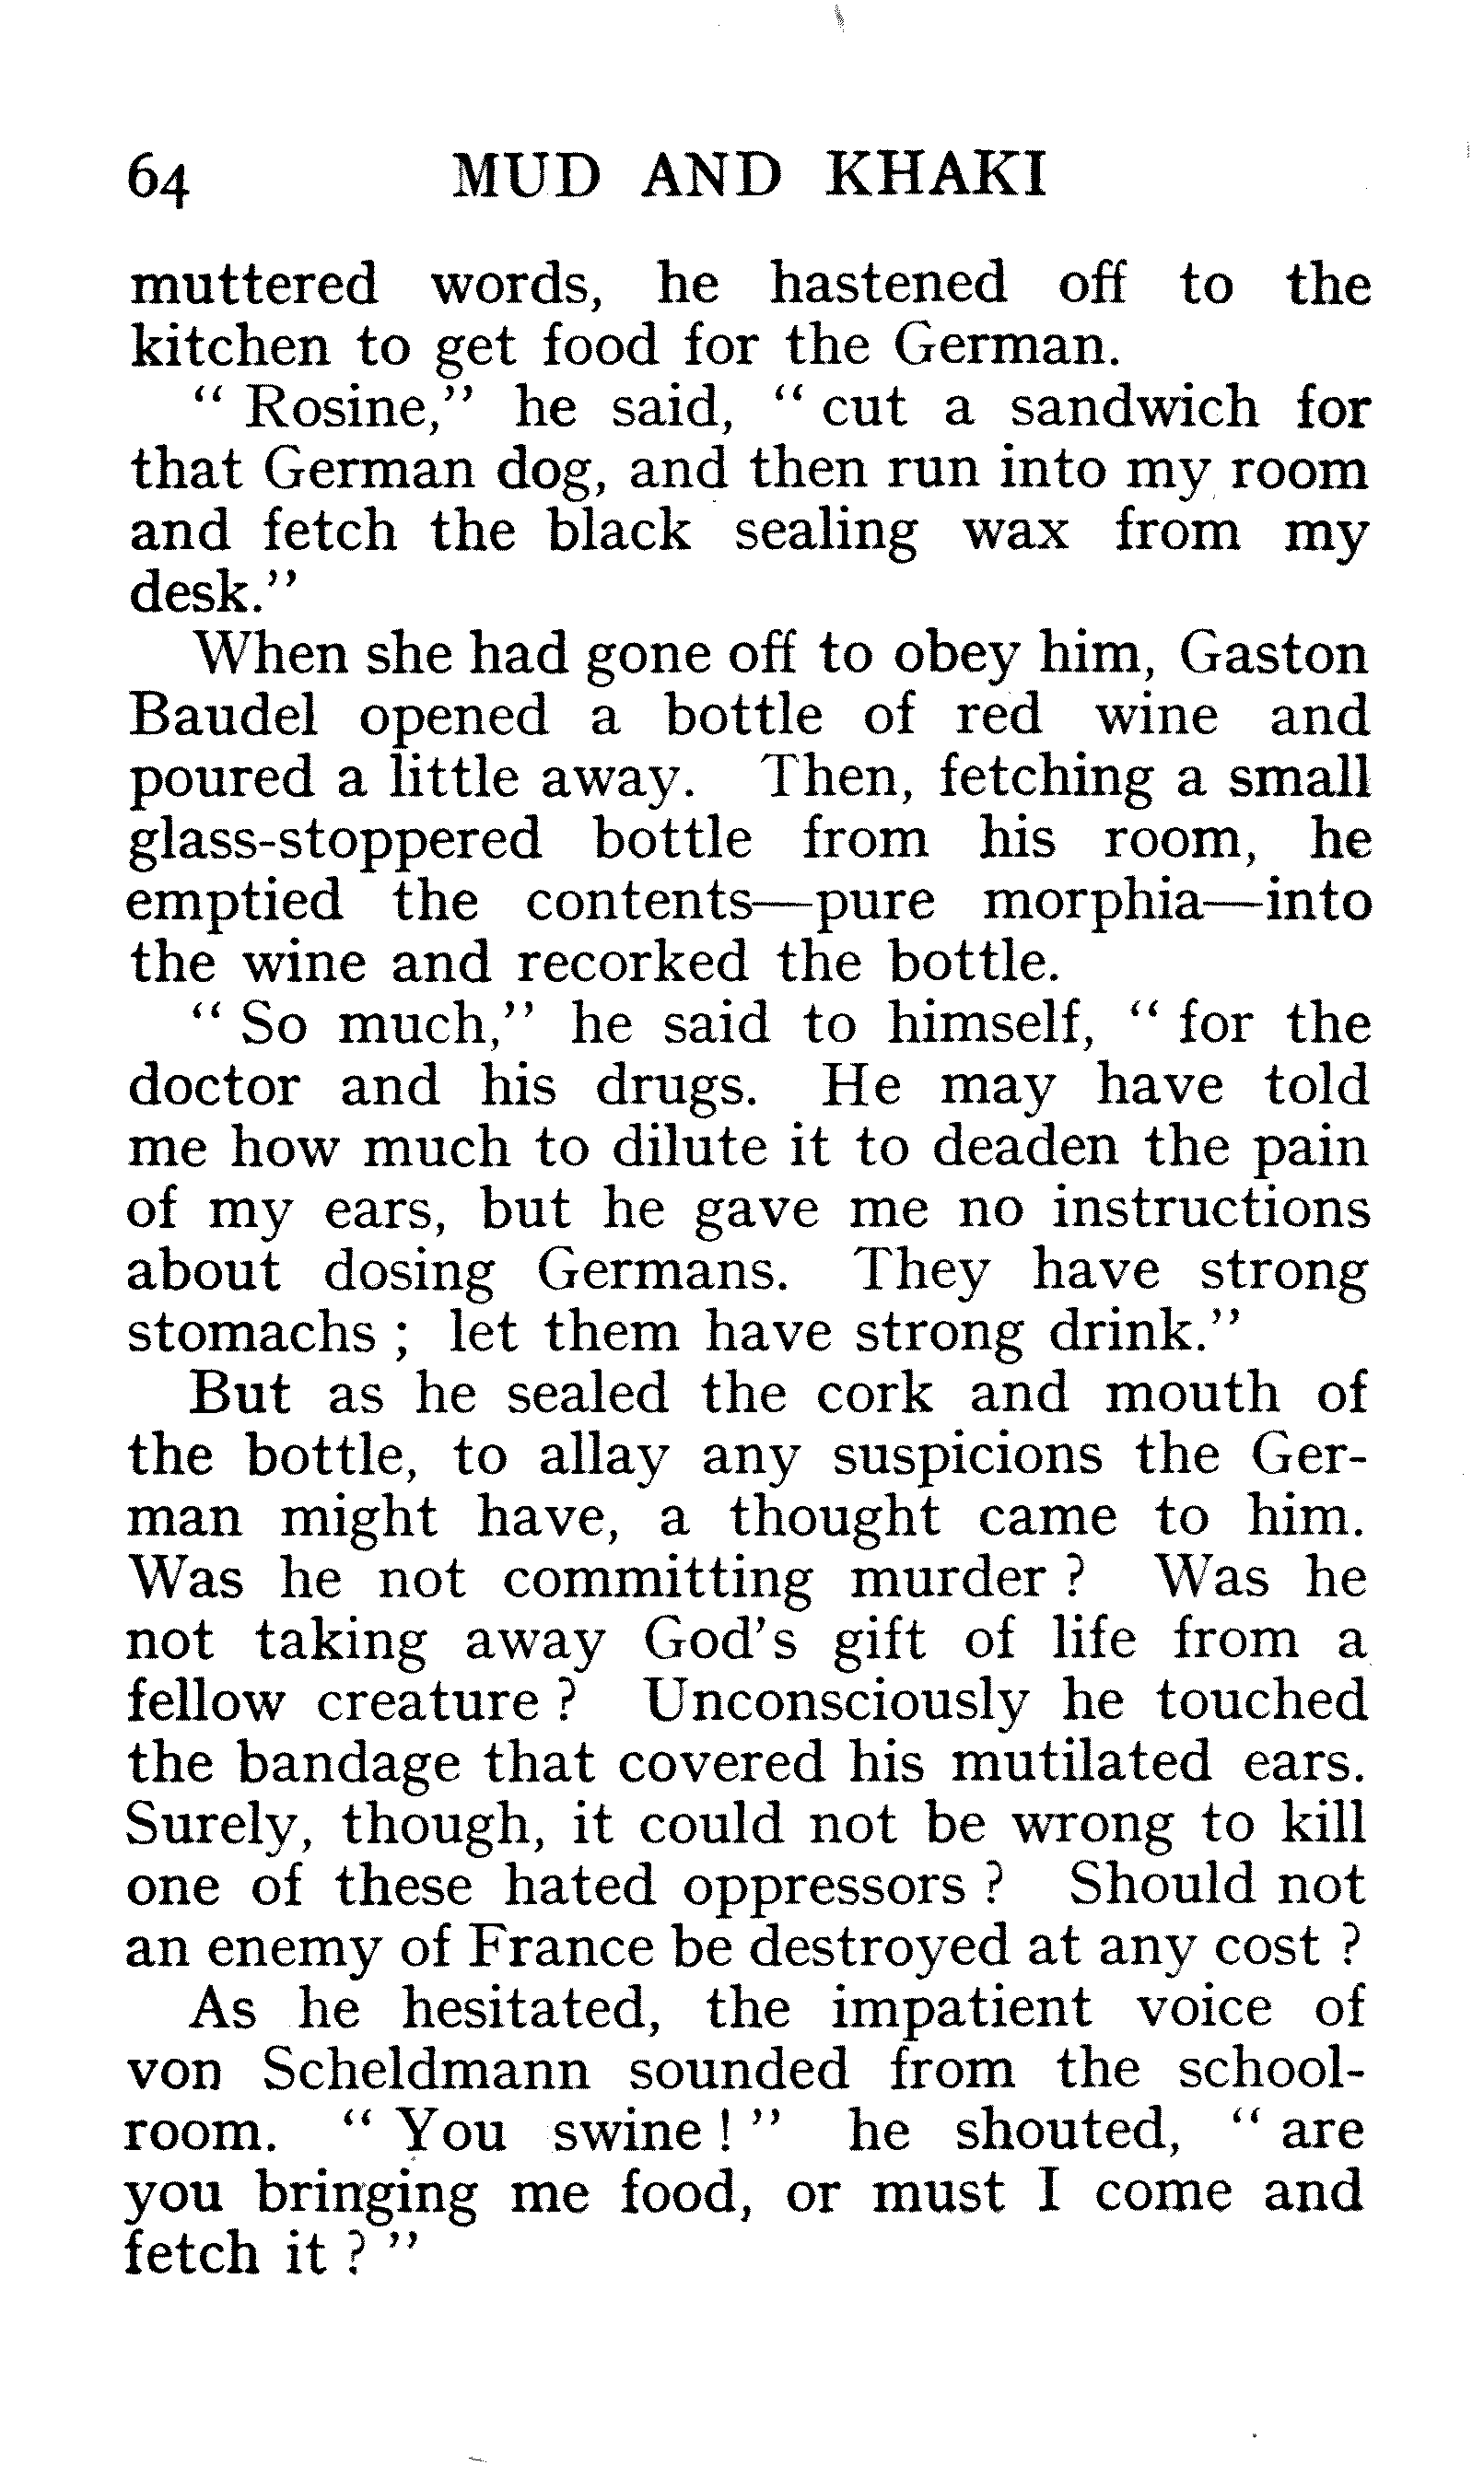 64 MUD AND KHAKI
muttered words, he hastened off to the
kitchen to get food for the German.
“ Rosine,” he said, “ cut a sandwich for
that German dog, and then run into my room
and fetch the black sealing wax from my
desk.”
When she had gone off to obey him, Gaston
Baudel opened a bottle of red wine and
poured a little away. Then, fetching a small
glass-stoppered bottle from his room, he
emptied the contents—pure morphia—into
the wine and recorked the bottle.
“ So much,” he said to himself, “ for the
doctor and his drugs. He may have told
me how much to dilute it to deaden the pain
of my ears, but he gave me no instructions
about dosing Germans. They have strong
stomachs ; let them have strong drink.”
But as he sealed the cork and mouth of
the bottle, to allay any suspicions the Ger-
man might have, a thought came to him.
Was he not committing murder ? Was he
not taking away God’s gift of life from a
fellow creature ? Unconsciously he touched
the bandage that covered his mutilated ears.
Surely, though, it could not be wrong to kill
one of these hated oppressors ? Should not
an enemy of France be destroyed at any cost ?
As he hesitated, the impatient voice of
von Scheldmann sounded from the school-
room. “ You swine ! ” he shouted, “ are
you bringing me food, or must I come and
fetch it ? ”